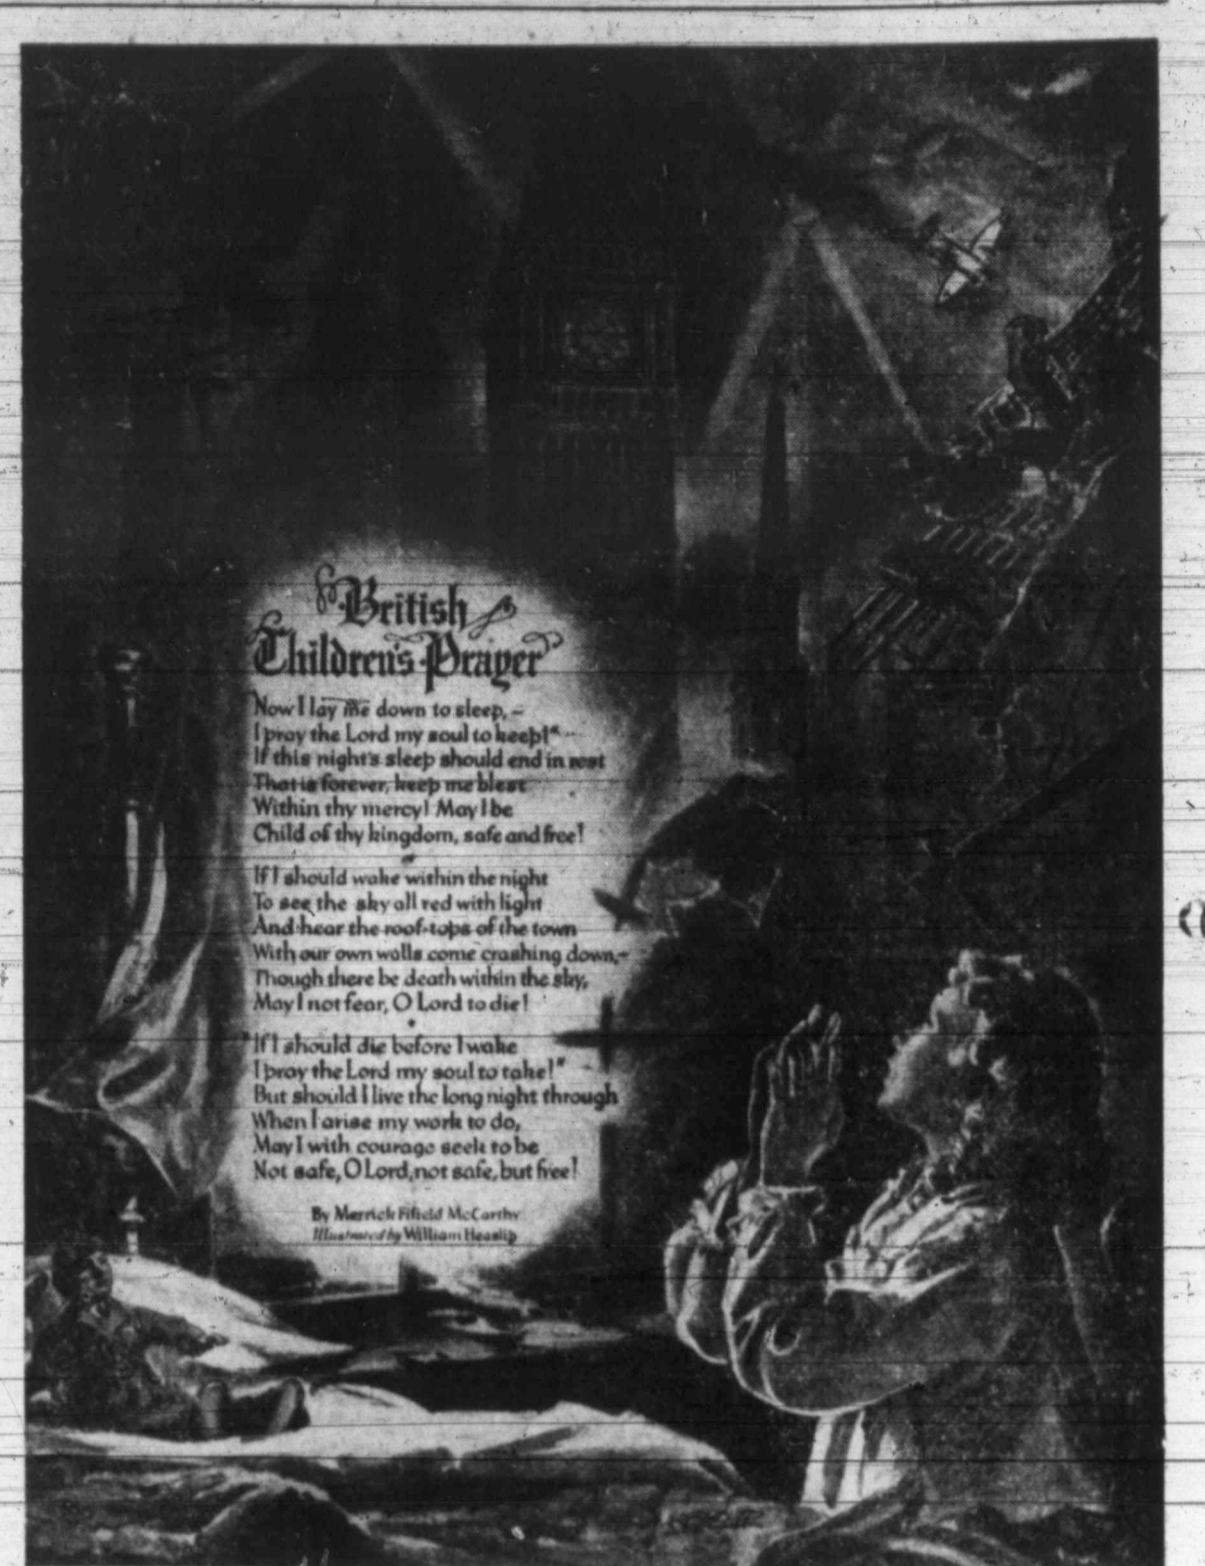 British
Children's Prayer
Now I lay me down to sleep,–
I pray the Lord my soul to keep!"
If this night's sleep should end in rest
That is forever, keep me blest
Within thy mercy! May I be
Child of thy kingdom, safe and free!
If I should wake within the night
To see the sky all red with light
And hear the roof-tops of the town
With our own walls come crashing down,–
Though there be death within the sky,
May I not fear, O Lord to die!
"If I should die before I wake
I pray the Lord my soul to take!"
But should I live the long night through
When I arise my work to do,
May I with courage seek to be
Not safe, O Lord, not safe, but free!
By Merrick Fifield McCarthy
Illustrated by William Heaslip